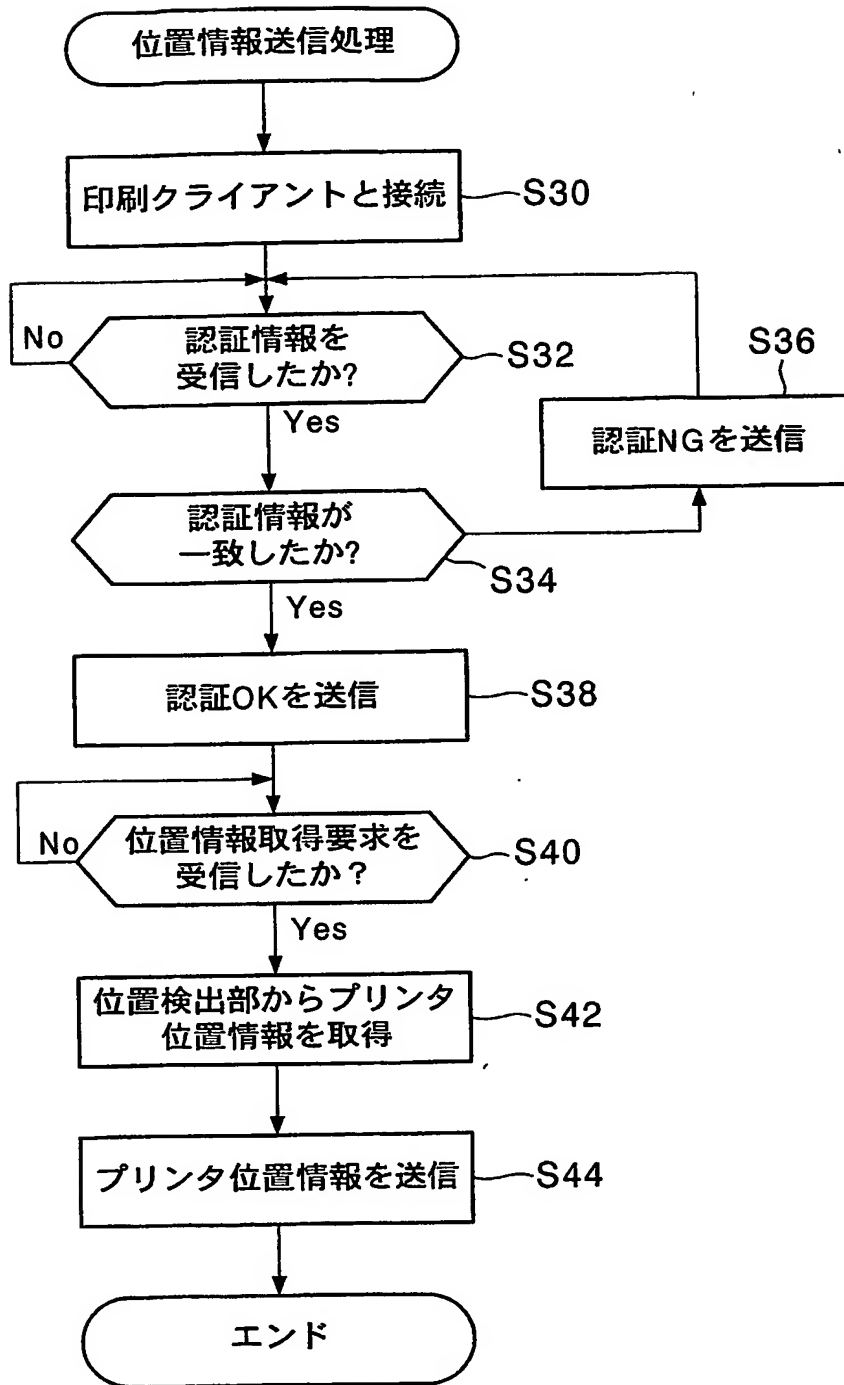 位置情報送信処理
印刷クライアントと接続
S30
No
認証情報を
受信したか?
S32
S36
Yes
認証NGを送信
認証情報が
一致したか?
S34
Yes
認証OKを送信
S38
No
位置情報取得要求を
受信したか？
S40
Yes
位置検出部からプリンタ
位置情報を取得
S42
プリンタ位置情報を送信
S44
エンド